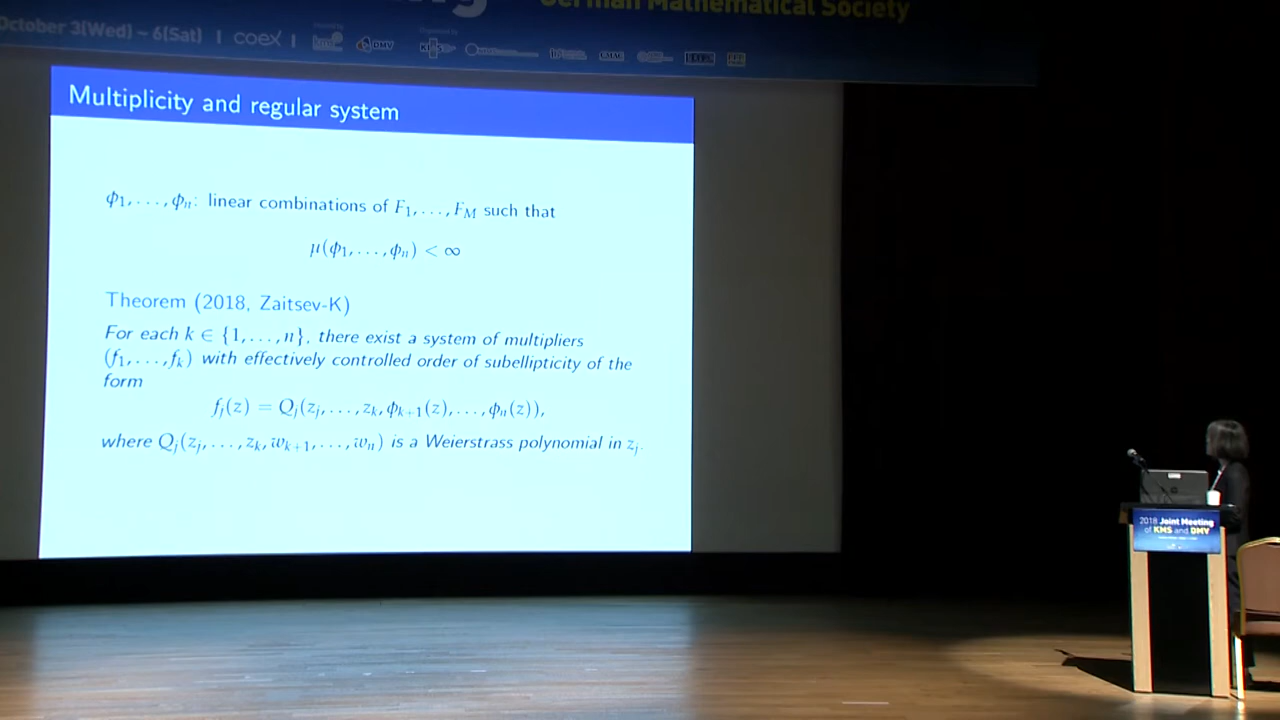 German Mathematical Society
October 3(Wed) ~ 6(Sat) | coex |
DMV
Multiplicity and regular system
ϕ₁, . . . , ϕₙ: linear combinations of F₁, . . . , F_M such that
μ(ϕ₁, . . . , ϕₙ) < ∞
Theorem (2018, Zaitsev-K)
For each k ∈ {1, . . . , n}, there exist a system of multipliers
(f₁, . . . , fₖ) with effectively controlled order of subellipticity of the
form
fⱼ(z) = Qⱼ(zⱼ, . . . , zₖ, ϕₖ₊₁(z), . . . , ϕₙ(z)),
where Qⱼ(zⱼ, . . . , zₖ, wₖ₊₁, . . . , wₙ) is a Weierstrass polynomial in zⱼ.
2018 Joint Meeting
of KMS and DMV